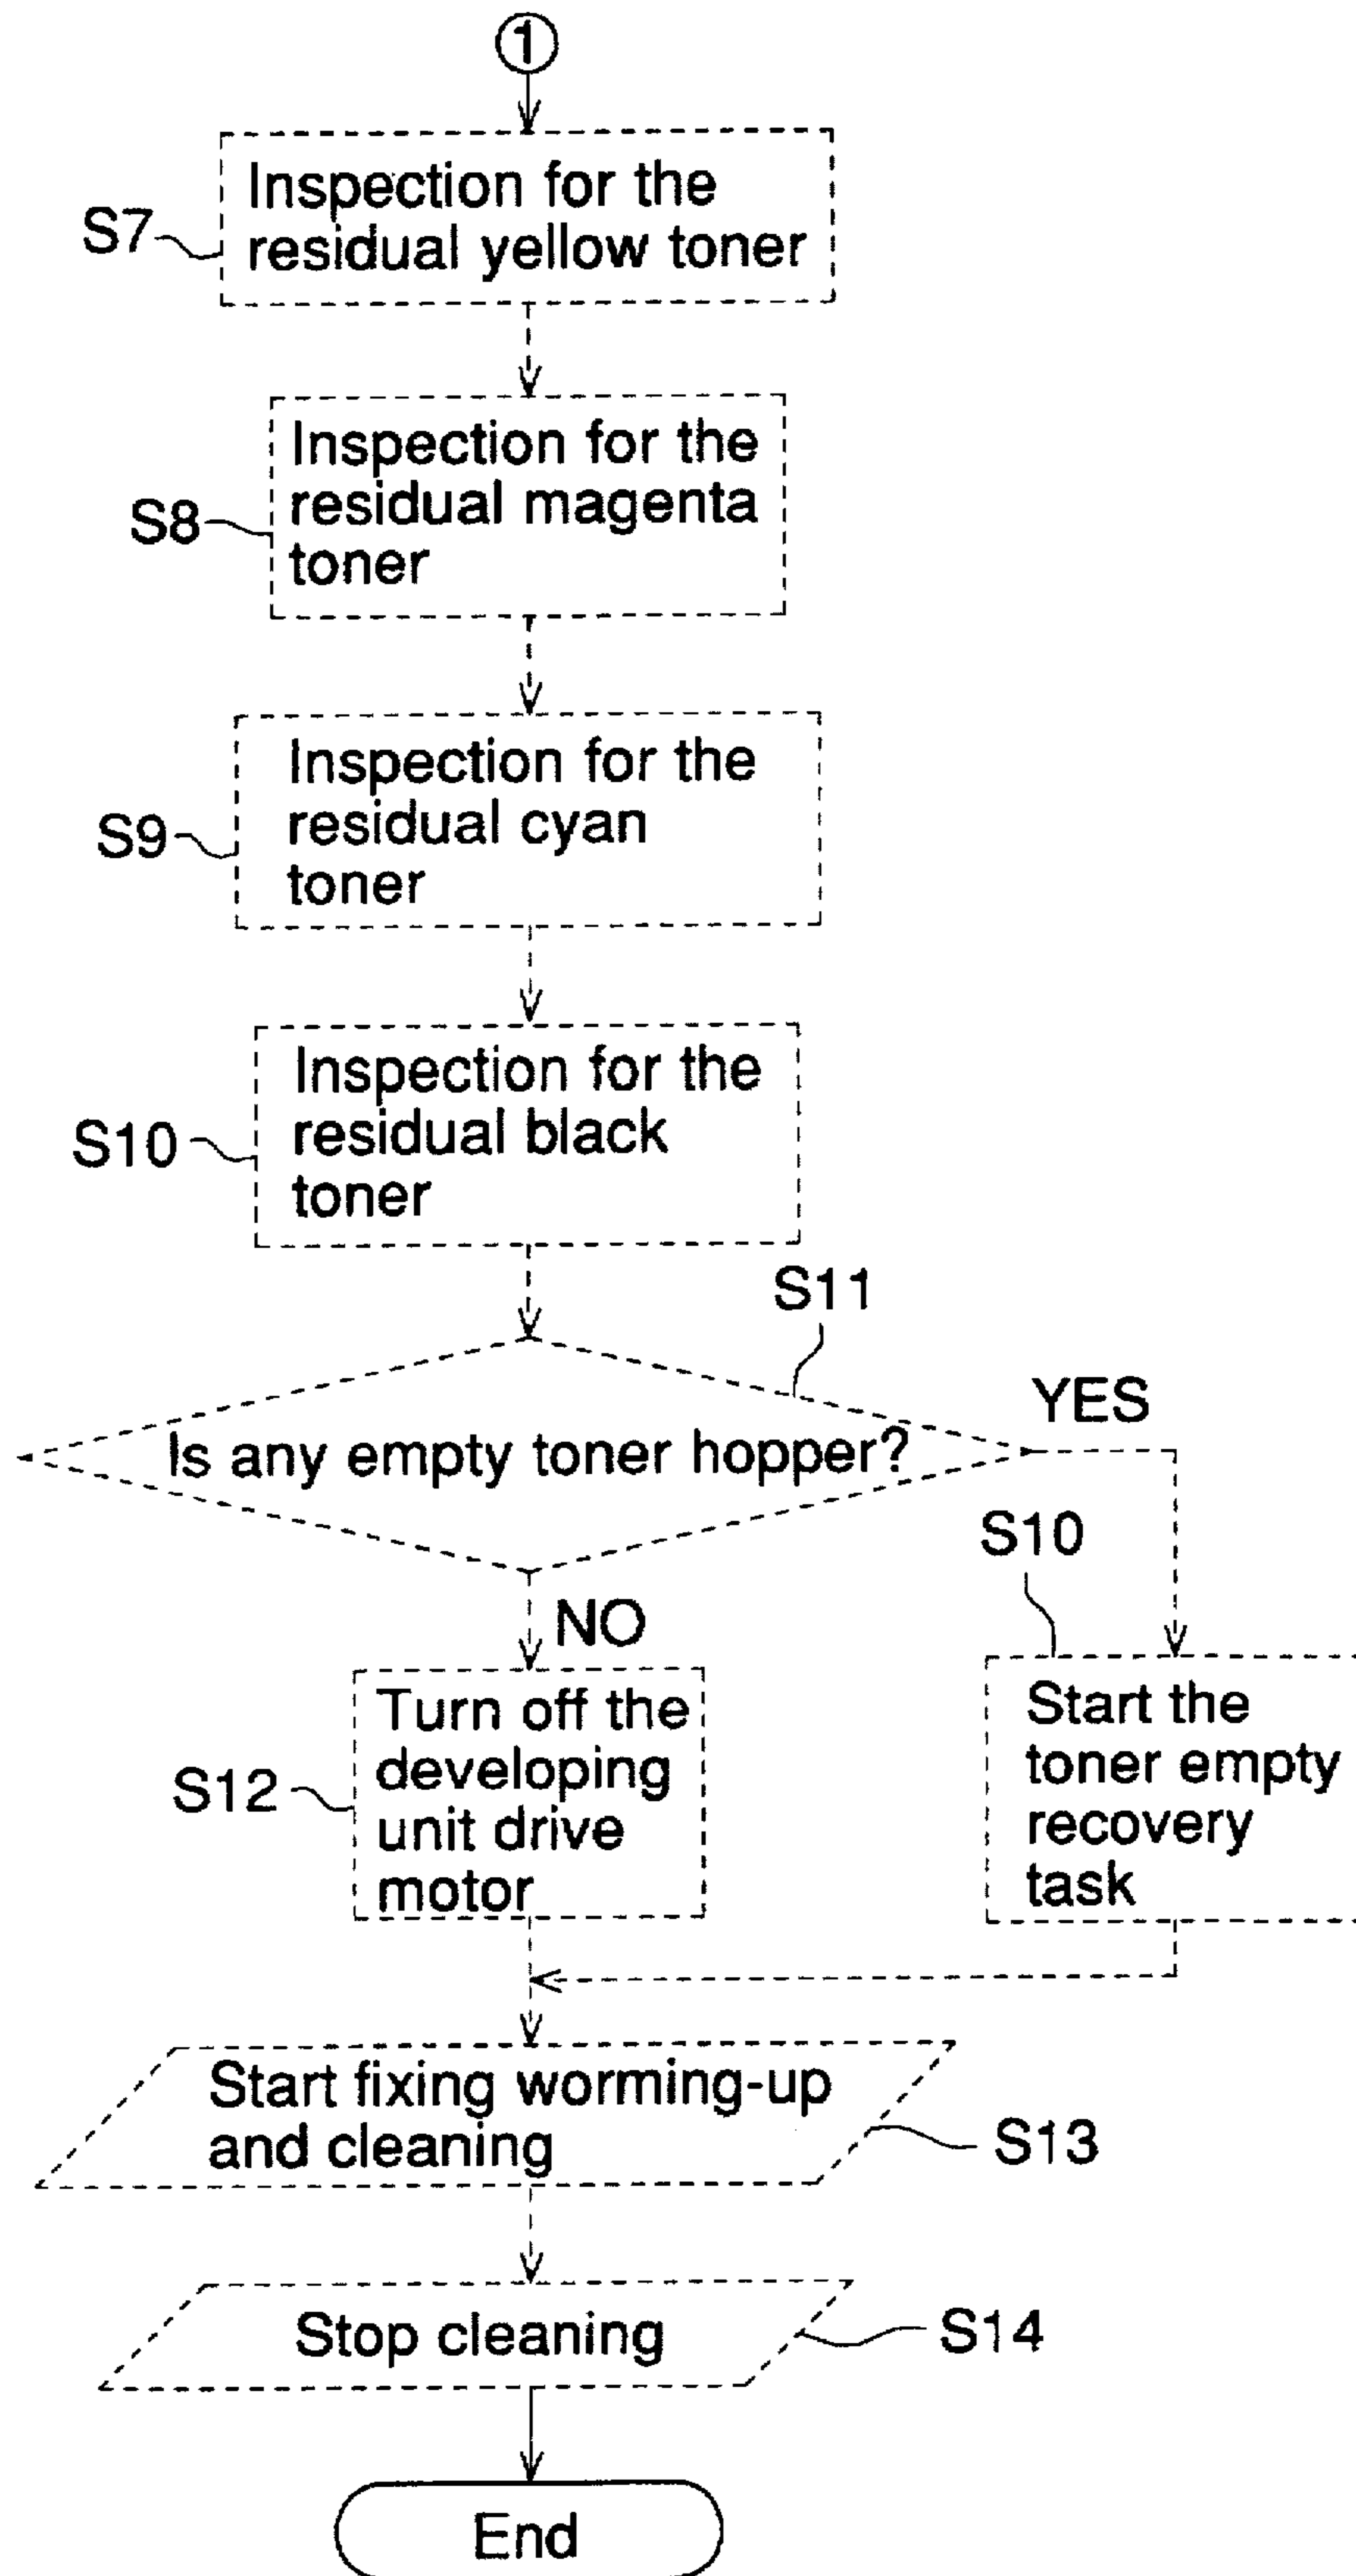 1
Inspection for the
residual yellow toner
S7
Inspection for the
residual magenta
toner
S8
Inspection for the
residual cyan
toner
S9
Inspection for the
residual black
toner
S10
S11
Is any empty toner hopper?
YES
NO
S10
Turn off the
developing
unit drive
motor
S12
Start the
toner empty
recovery
task
Start fixing worming-up
and cleaning
S13
Stop cleaning
S14
End